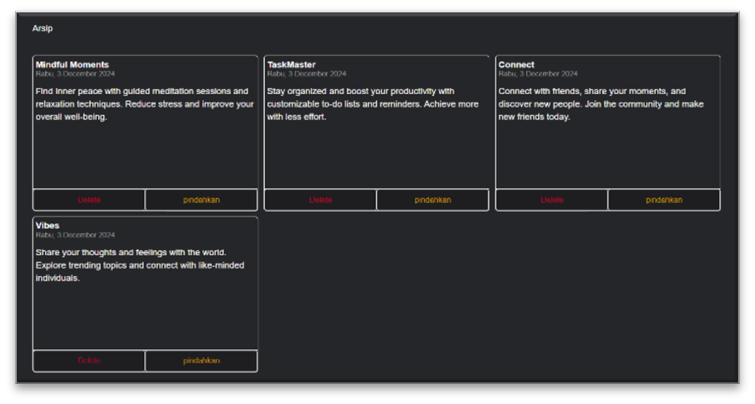 Arsip
Mindful Moments
Rabu, 3 December 2024
Find inner peace with guided meditation sessions and
relaxation techniques. Reduce stress and improve your
overall well-being.
Delete
pindahkan
TaskMaster
Rabu, 3 December 2024
Stay organized and boost your productivity with
customizable to-do lists and reminders. Achieve more
with less effort.
Delete
pindahkan
Connect
Rabu, 3 December 2024
Connect with friends, share your moments, and
discover new people. Join the community and make
new friends today.
Delete
pindahkan
Vibes
Rabu, 3 December 2024
Share your thoughts and feelings with the world.
Explore trending topics and connect with like-minded
individuals.
Delete
pindahkan